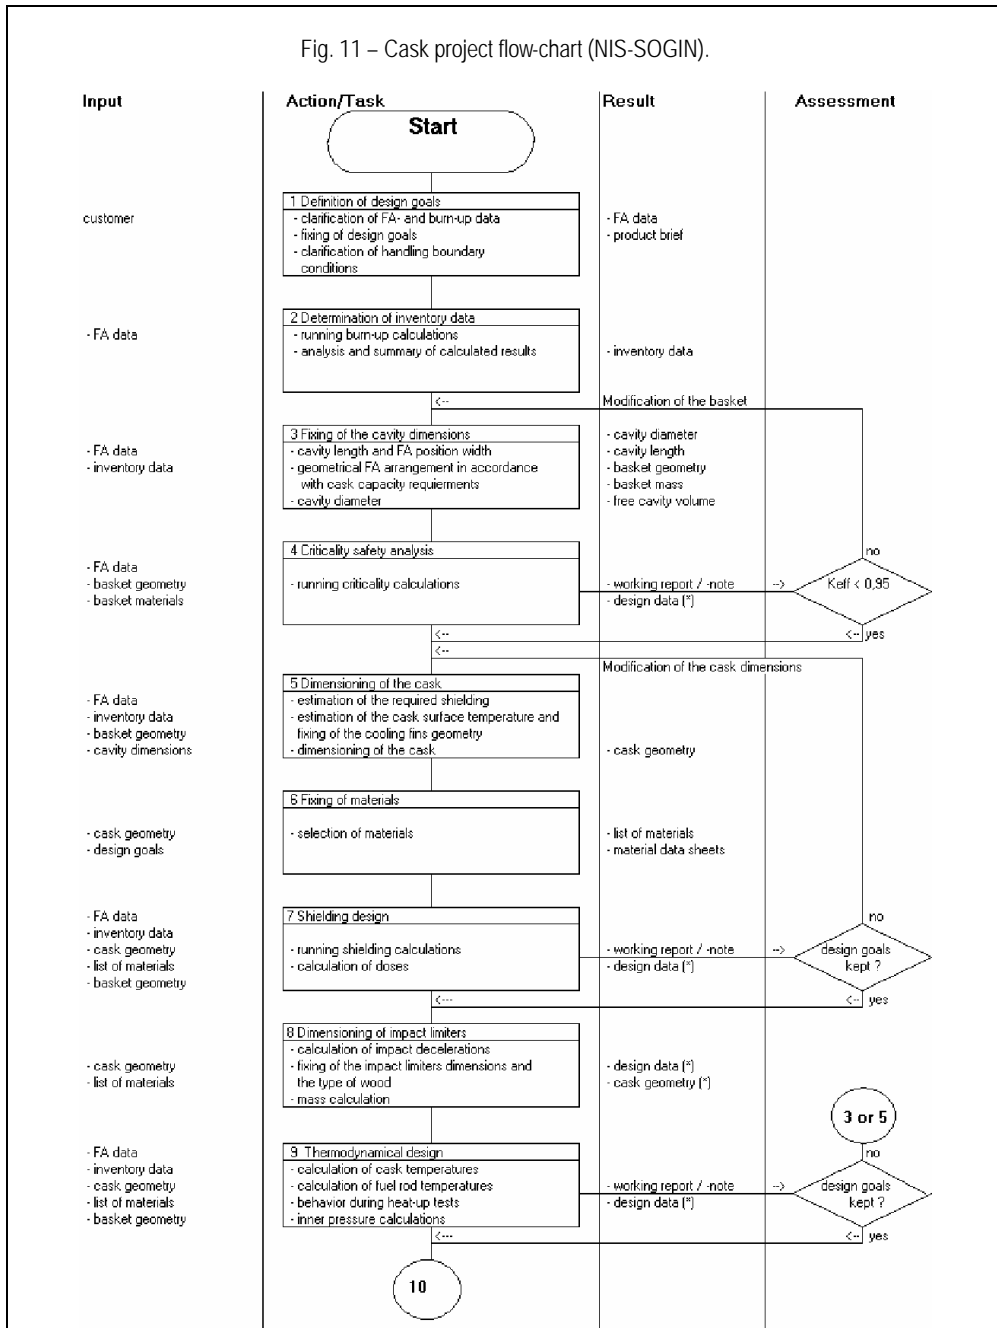 Fig. 11 – Cask project flow-chart (NIS-SOGIN).
Input
Action/Task
Result
Assessment
Start
customer
1 Definition of design goals
- clarification of FA- and burn-up data
- fixing of design goals
- clarification of handling boundary
conditions
- FA data
- product brief
- FA data
2 Determination of inventory data
- running burn-up calculations
- analysis and summary of calculated results
- inventory data
<--
Modification of the basket
- FA data
- inventory data
3 Fixing of the cavity dimensions
- cavity length and FA position width
- geometrical FA arrangement in accordance
with cask capacity requierments
- cavity diameter
- cavity diameter
- cavity length
- basket geometry
- basket mass
- free cavity volume
- FA data
- basket geometry
- basket materials
4 Criticality safety analysis
- running criticality calculations
- working report / -note
- design data (*)
-->
no
Keff < 0,95
<-- yes
<--
<--
Modification of the cask dimensions
- FA data
- inventory data
- basket geometry
- cavity dimensions
5 Dimensioning of the cask
- estimation of the required shielding
- estimation of the cask surface temperature and
fixing of the cooling fins geometry
- dimensioning of the cask
- cask geometry
- cask geometry
- design goals
6 Fixing of materials
- selection of materials
- list of materials
- material data sheets
- FA data
- inventory data
- cask geometry
- list of materials
- basket geometry
7 Shielding design
- running shielding calculations
- calculation of doses
- working report / -note
- design data (*)
-->
no
design goals
kept ?
<-- yes
<---
- cask geometry
- list of materials
8 Dimensioning of impact limiters
- calculation of impact decelerations
- fixing of the impact limiters dimensions and
the type of wood
- mass calculation
- design data (*)
- cask geometry (*)
3 or 5
- FA data
- inventory data
- cask geometry
- list of materials
- basket geometry
9 Thermodynamical design
- calculation of cask temperatures
- calculation of fuel rod temperatures
- behavior during heat-up tests
- inner pressure calculations
- working report / -note
- design data (*)
-->
no
design goals
kept ?
<-- yes
<---
10